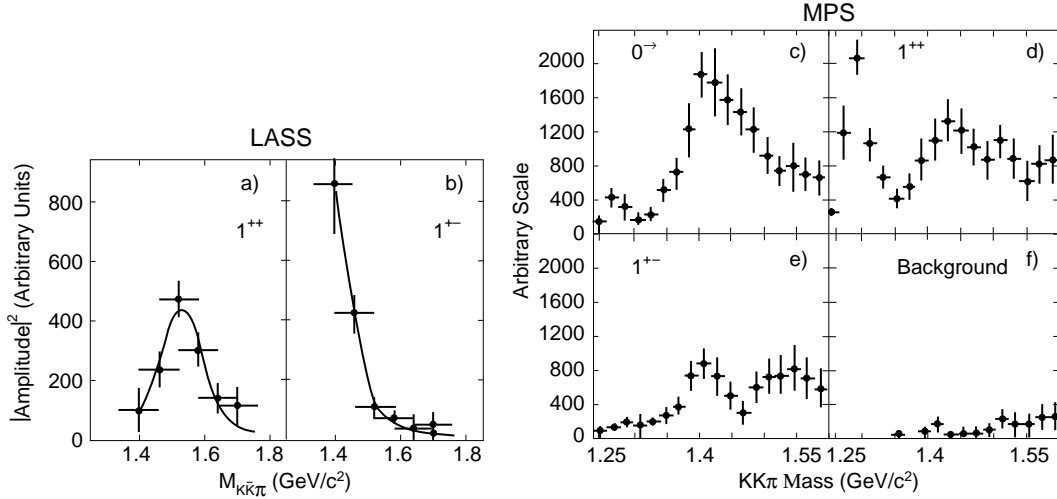 LASS
a)
1++
b)
1+–
800
600
400
200
0
|Amplitude|² (Arbitrary Units)
1.4 1.6 1.8 1.4 1.6 1.8
M_KK̄π (GeV/c²)
MPS
0→
c)
1++
d)
2000
1600
1200
800
400
0
Arbitrary Scale
1+–
e)
Background
f)
2000
1600
1200
800
400
0
1.25 1.4 1.55 1.25 1.4 1.55
KKπ Mass (GeV/c²)